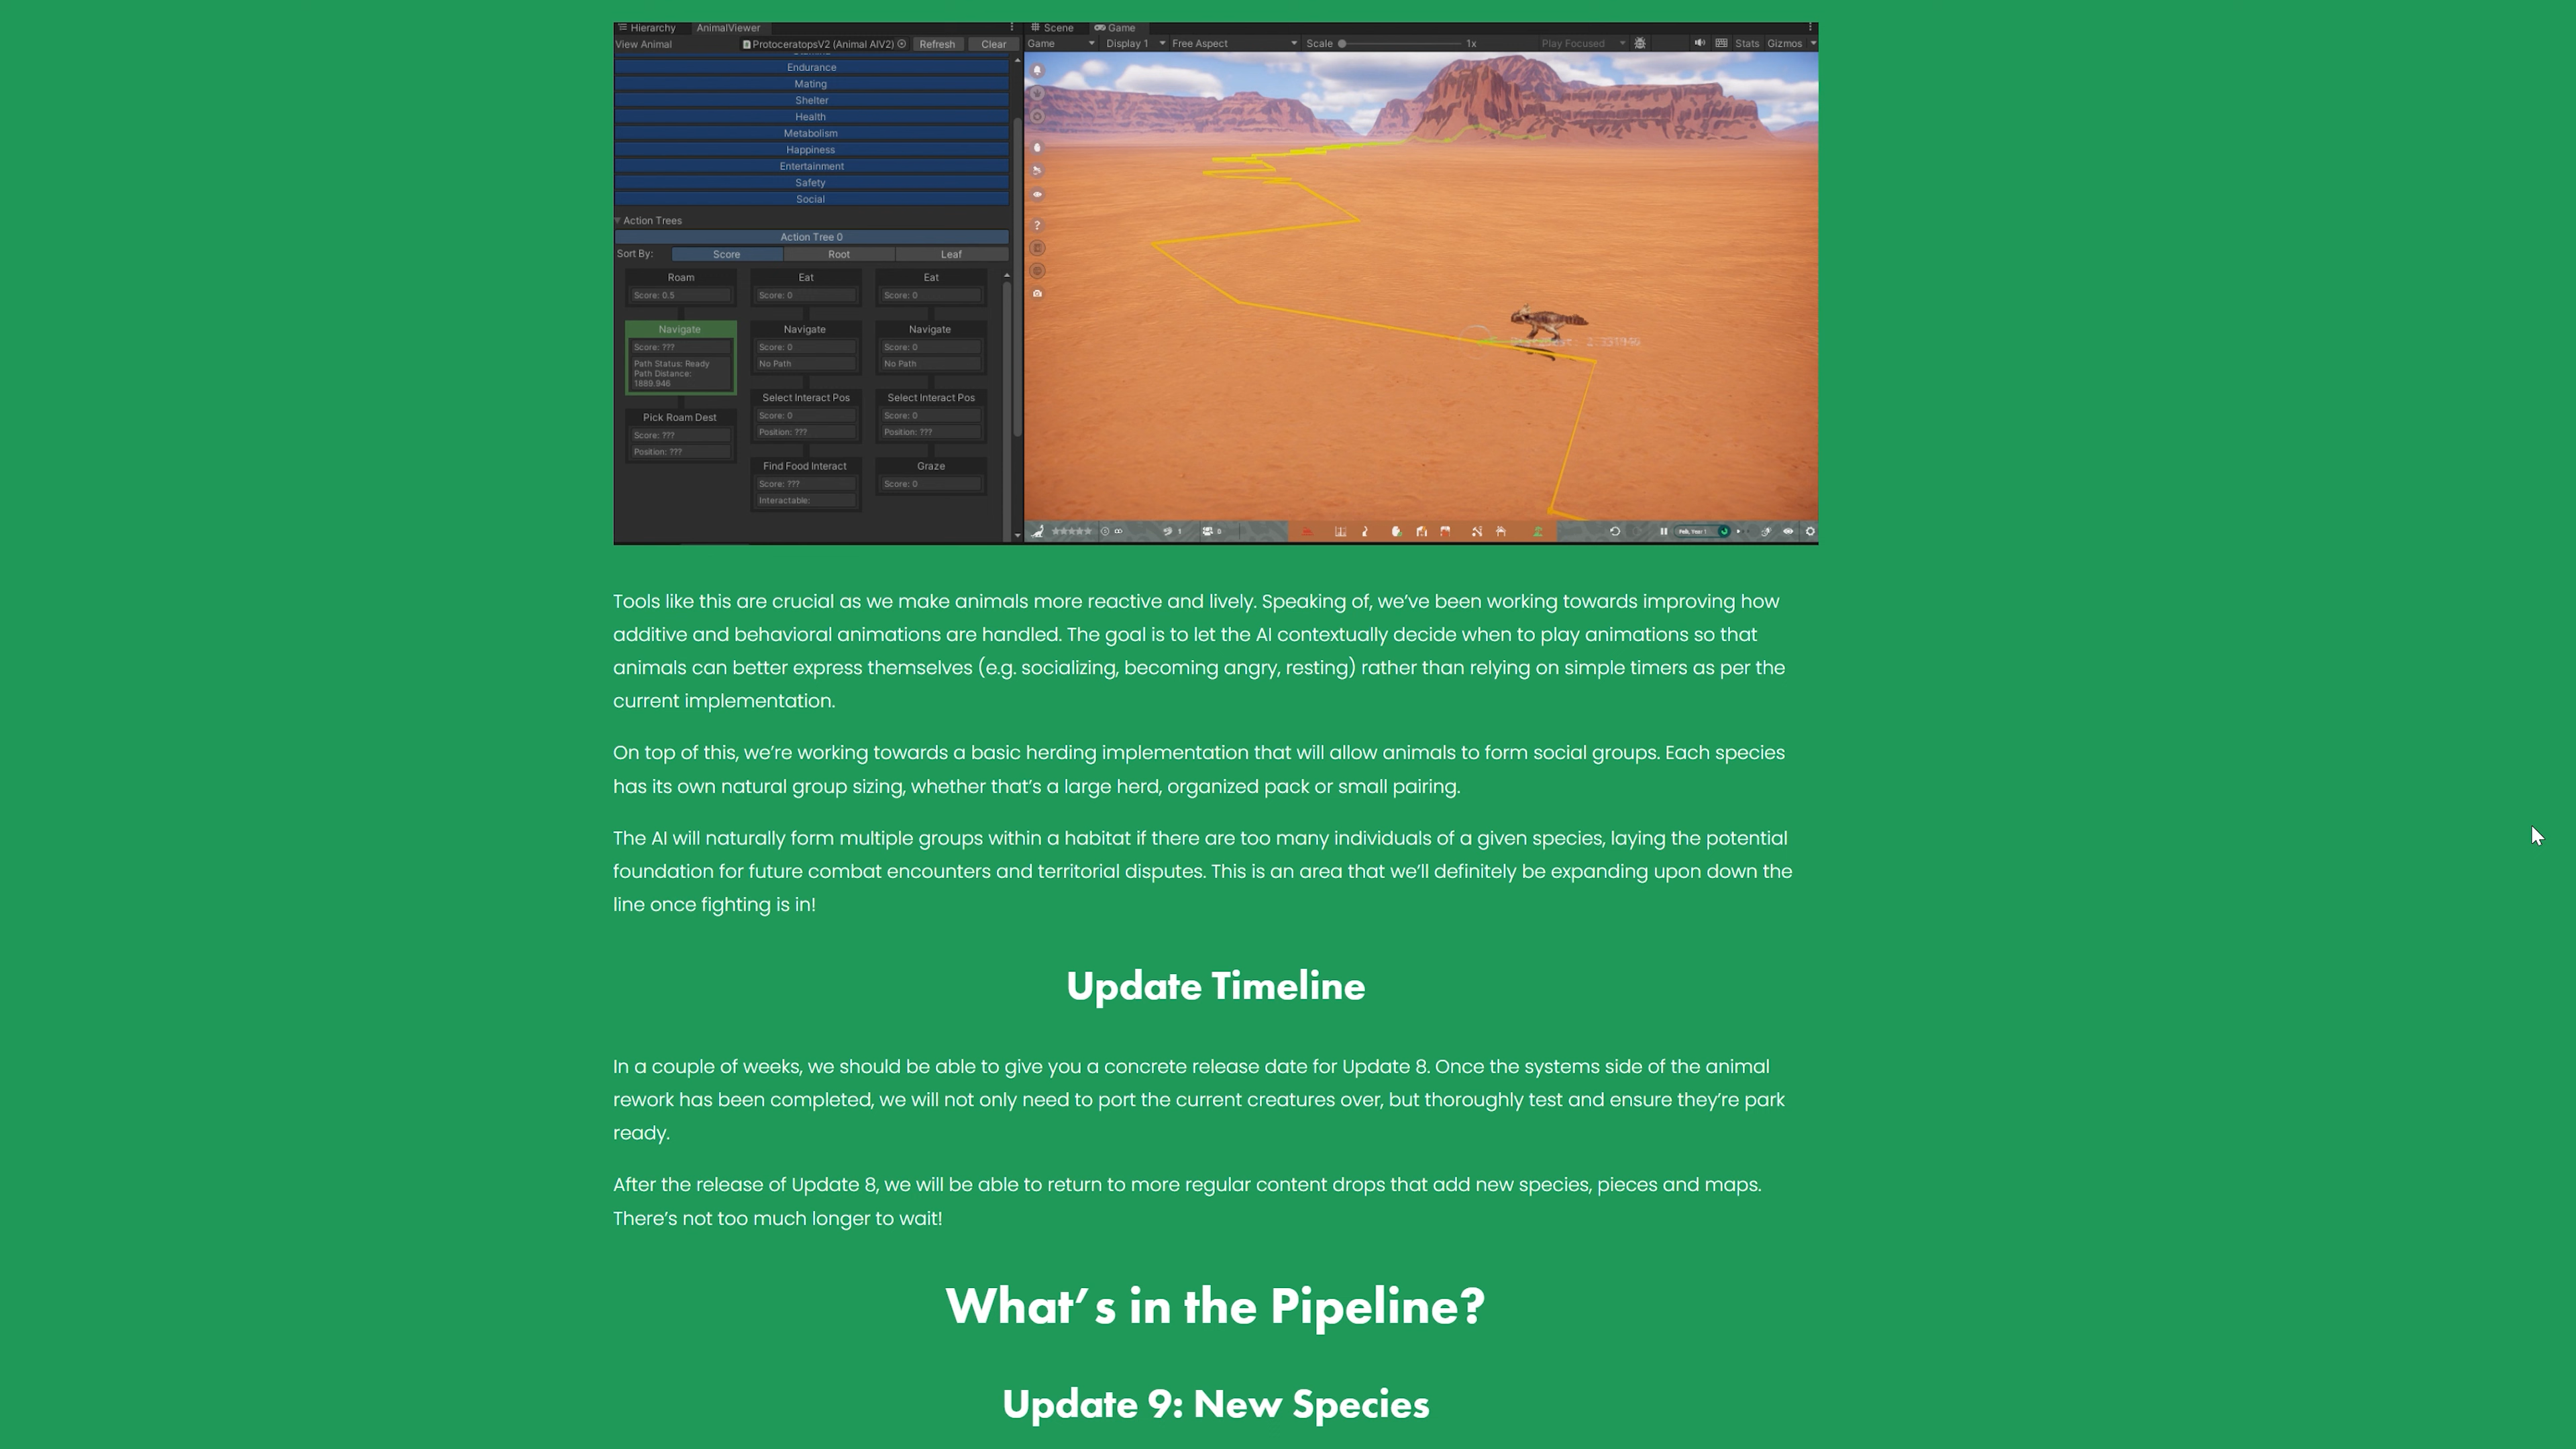 Hierarchy AnimalViewer
View Animal ProtoceratopsV2 (Animal AIV2) Refresh Clear
Endurance
Mating
Shelter
Health
Metabolism
Happiness
Entertainment
Safety
Social
Action Trees
Action Tree 0
Sort By: Score Root Leaf
Roam Eat Eat
Score: 0.5 Score: 0 Score: 0
Navigate Navigate Navigate
Score: ??? Score: 0 Score: 0
Path Status: Ready No Path No Path
Path Distance:
1889.946
Select Interact Pos Select Interact Pos
Pick Roam Dest Score: 0 Score: 0
Score: ??? Position: ??? Position: ???
Position: ???
Find Food Interact Graze
Score: ??? Score: 0
Interactable:
Scene Game
Game Display 1 Free Aspect Scale 1x Play Focused Stats Gizmos
Tools like this are crucial as we make animals more reactive and lively. Speaking of, we’ve been working towards improving how
additive and behavioral animations are handled. The goal is to let the AI contextually decide when to play animations so that
animals can better express themselves (e.g. socializing, becoming angry, resting) rather than relying on simple timers as per the
current implementation.
On top of this, we’re working towards a basic herding implementation that will allow animals to form social groups. Each species
has its own natural group sizing, whether that’s a large herd, organized pack or small pairing.
The AI will naturally form multiple groups within a habitat if there are too many individuals of a given species, laying the potential
foundation for future combat encounters and territorial disputes. This is an area that we’ll definitely be expanding upon down the
line once fighting is in!
Update Timeline
In a couple of weeks, we should be able to give you a concrete release date for Update 8. Once the systems side of the animal
rework has been completed, we will not only need to port the current creatures over, but thoroughly test and ensure they’re park
ready.
After the release of Update 8, we will be able to return to more regular content drops that add new species, pieces and maps.
There’s not too much longer to wait!
What’s in the Pipeline?
Update 9: New Species